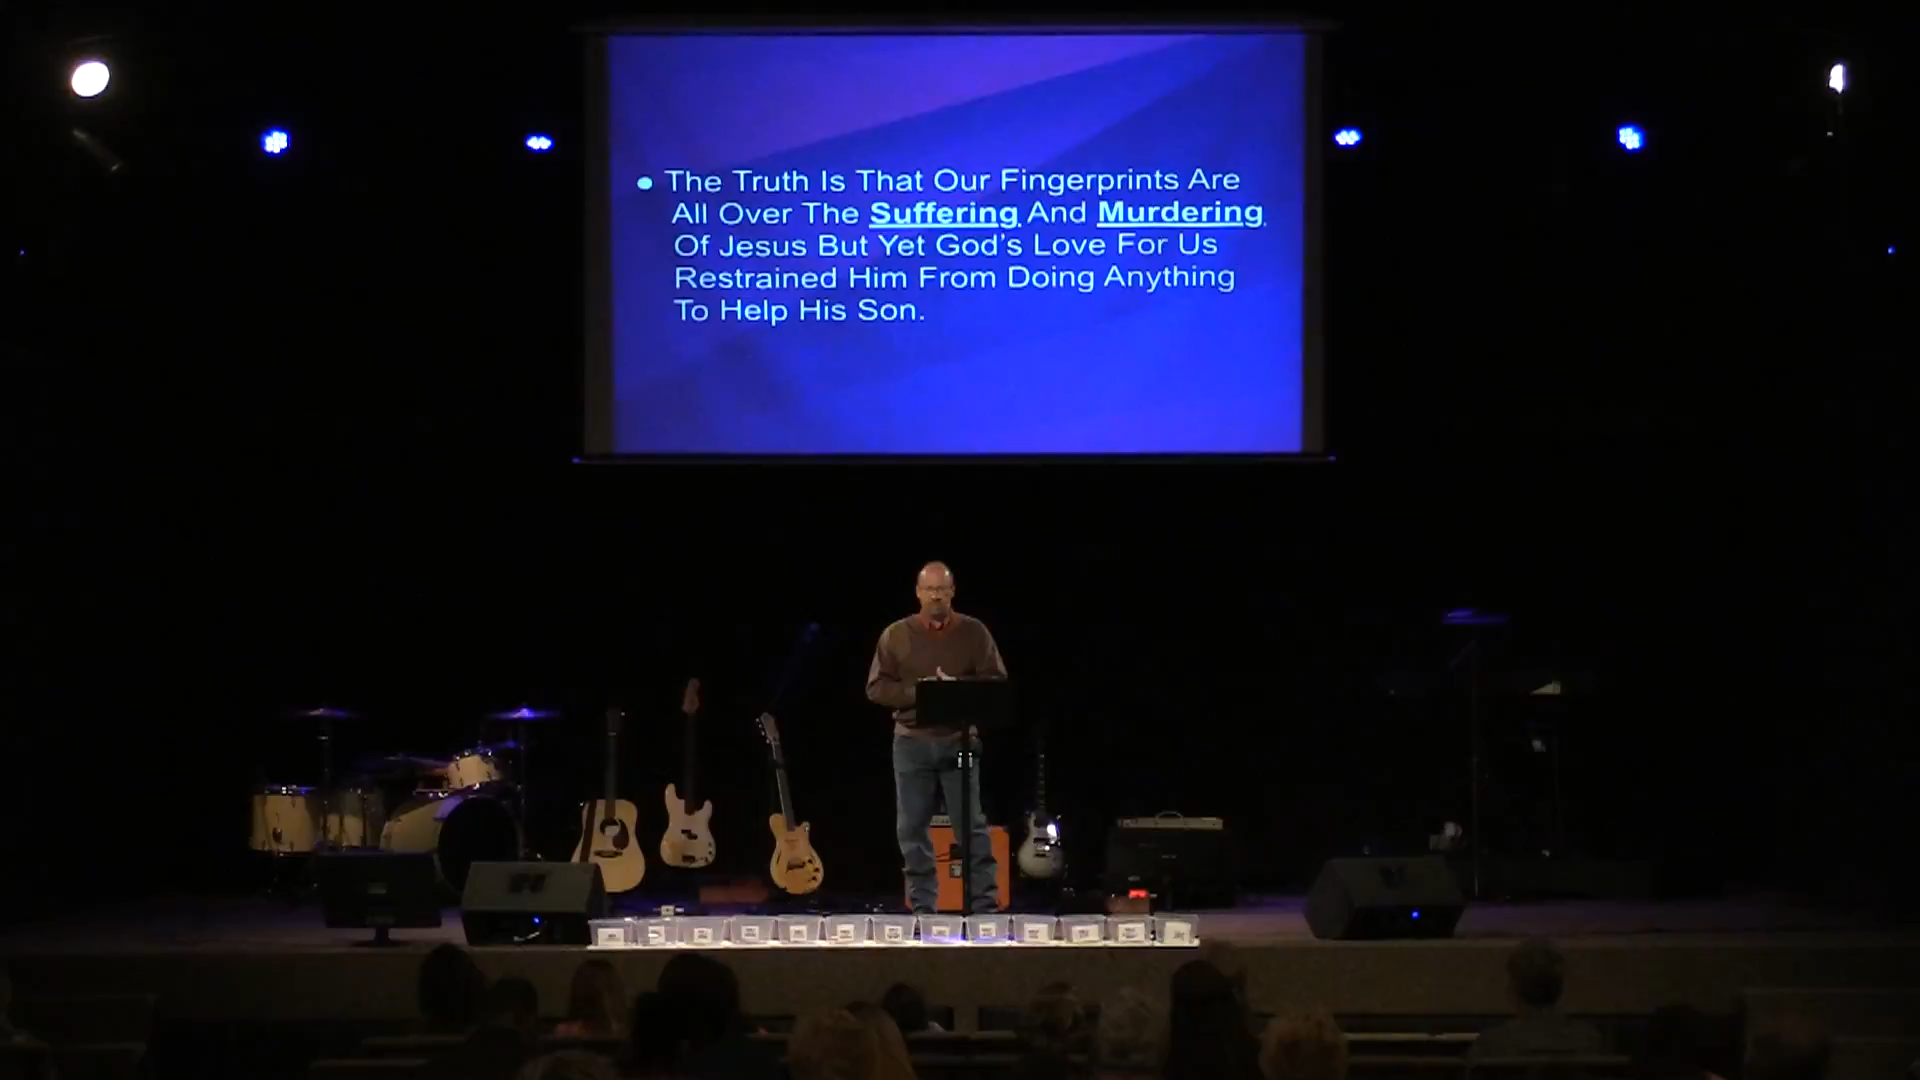 • The Truth Is That Our Fingerprints Are
All Over The Suffering And Murdering
Of Jesus But Yet God's Love For Us
Restrained Him From Doing Anything
To Help His Son.